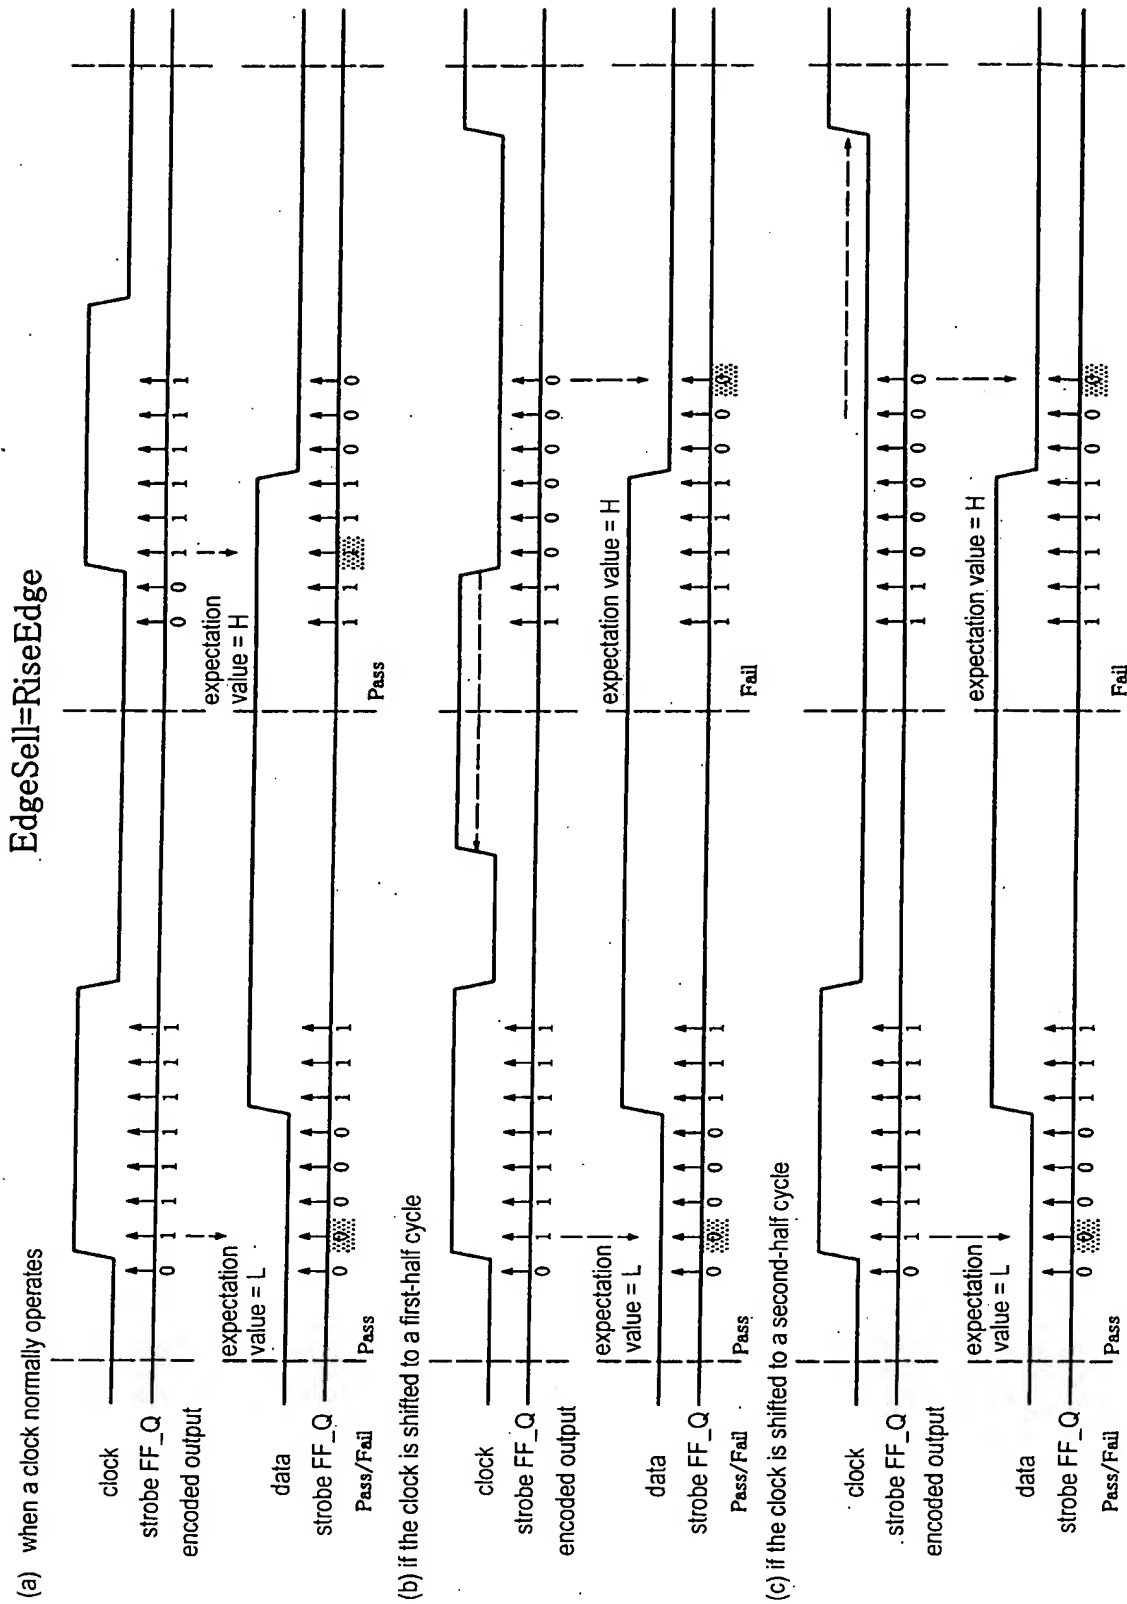 EdgeSell=RiseEdge
(a) when a clock normally operates
clock
strobe FF_Q
encoded output
0 1 1 1 1 1 1 1 0 0 1 1 1 1 1 1
expectation
value = L
expectation
value = H
data
strobe FF_Q
0 0 0 0 0 1 1 1 1 1 1 1 1 0 0 0
Pass/Fail
Pass
Pass
(b) if the clock is shifted to a first-half cycle
clock
strobe FF_Q
encoded output
0 1 1 1 1 1 1 1 1 1 0 0 0 0 0 0
expectation
value = L
expectation value = H
data
strobe FF_Q
0 0 0 0 0 1 1 1 1 1 1 1 1 0 0 0
Pass/Fail
Pass
Fail
(c) if the clock is shifted to a second-half cycle
clock
strobe FF_Q
encoded output
0 1 1 1 1 1 1 1 1 1 0 0 0 0 0 0
expectation
value = L
expectation value = H
data
strobe FF_Q
0 0 0 0 0 1 1 1 1 1 1 1 1 0 0 0
Pass/Fail
Pass
Fail